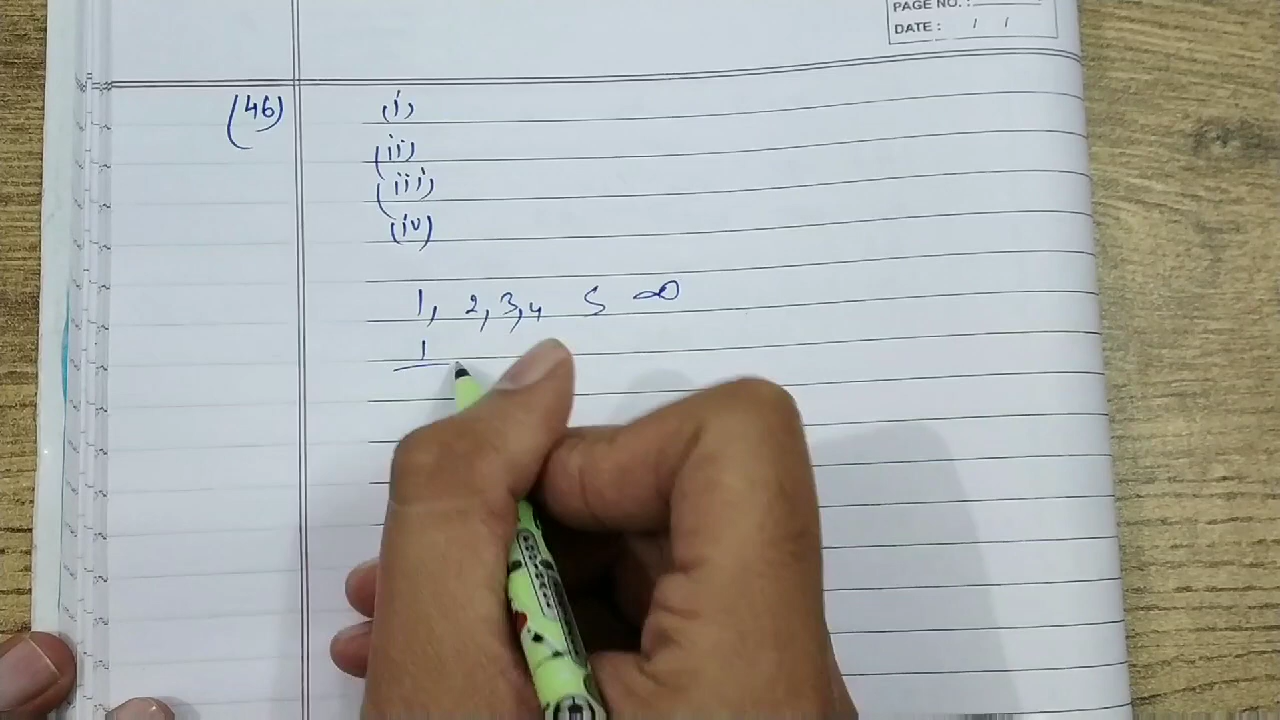 PAGE NO. :
DATE : / /
(46) (i)
(ii)
(iii)
(iv)
1, 2,3,4 5 ∞
1